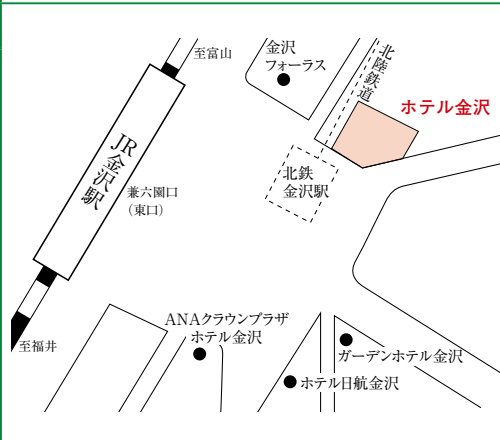 至富山
金沢
フォーラス
北陸鉄道
ホテル金沢
JR金沢駅
兼六園口
（東口）
北鉄
金沢駅
至福井
ANAクラウンプラザ
ホテル金沢
ガーデンホテル金沢
ホテル日航金沢